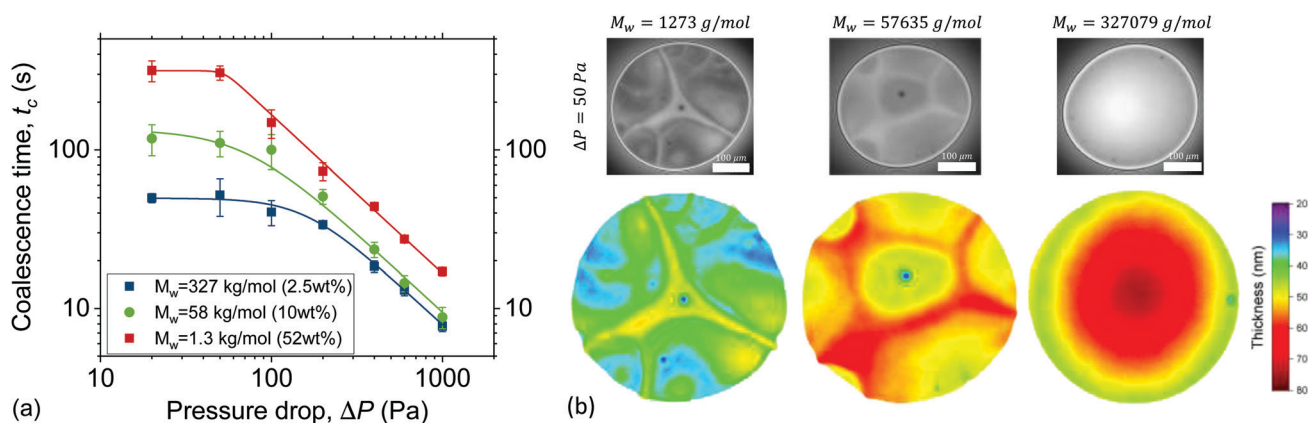 (a)
Coalescence time, t_c (s)
100
10
100
10
10
100
1000
Pressure drop, ΔP (Pa)
M_w=327 kg/mol (2.5wt%)
M_w=58 kg/mol (10wt%)
M_w=1.3 kg/mol (52wt%)
(b)
M_w = 1273 g/mol
M_w = 57635 g/mol
M_w = 327079 g/mol
ΔP = 50 Pa
100 μm
100 μm
100 μm
Thickness (nm)
20
30
40
50
60
70
80